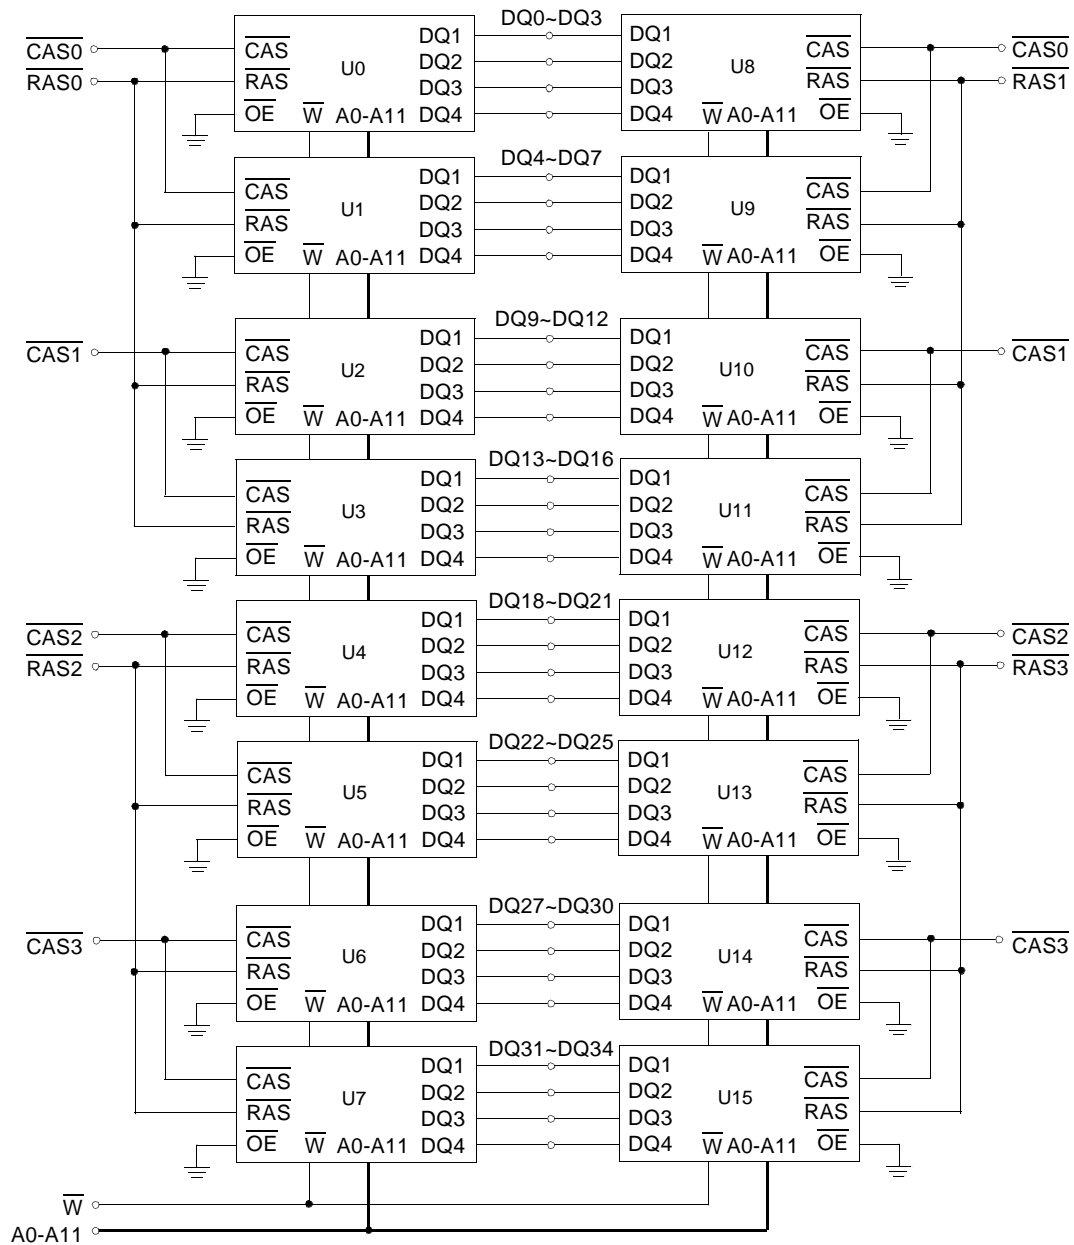 DQ0~DQ3
CAS0
RAS0
CAS
RAS
OE
U0
W
A0-A11
DQ1
DQ2
DQ3
DQ4
DQ1
DQ2
DQ3
DQ4
U8
W
A0-A11
CAS
RAS
OE
CAS0
RAS1
DQ4~DQ7
CAS
RAS
OE
U1
W
A0-A11
DQ1
DQ2
DQ3
DQ4
DQ1
DQ2
DQ3
DQ4
U9
W
A0-A11
CAS
RAS
OE
DQ9~DQ12
CAS1
CAS
RAS
OE
U2
W
A0-A11
DQ1
DQ2
DQ3
DQ4
DQ1
DQ2
DQ3
DQ4
U10
W
A0-A11
CAS
RAS
OE
CAS1
DQ13~DQ16
CAS
RAS
OE
U3
W
A0-A11
DQ1
DQ2
DQ3
DQ4
DQ1
DQ2
DQ3
DQ4
U11
W
A0-A11
CAS
RAS
OE
DQ18~DQ21
CAS2
RAS2
CAS
RAS
OE
U4
W
A0-A11
DQ1
DQ2
DQ3
DQ4
DQ1
DQ2
DQ3
DQ4
U12
W
A0-A11
CAS
RAS
OE
CAS2
RAS3
DQ22~DQ25
CAS
RAS
OE
U5
W
A0-A11
DQ1
DQ2
DQ3
DQ4
DQ1
DQ2
DQ3
DQ4
U13
W
A0-A11
CAS
RAS
OE
DQ27~DQ30
CAS3
CAS
RAS
OE
U6
W
A0-A11
DQ1
DQ2
DQ3
DQ4
DQ1
DQ2
DQ3
DQ4
U14
W
A0-A11
CAS
RAS
OE
CAS3
DQ31~DQ34
CAS
RAS
OE
U7
W
A0-A11
DQ1
DQ2
DQ3
DQ4
DQ1
DQ2
DQ3
DQ4
U15
W
A0-A11
CAS
RAS
OE
W
A0-A11